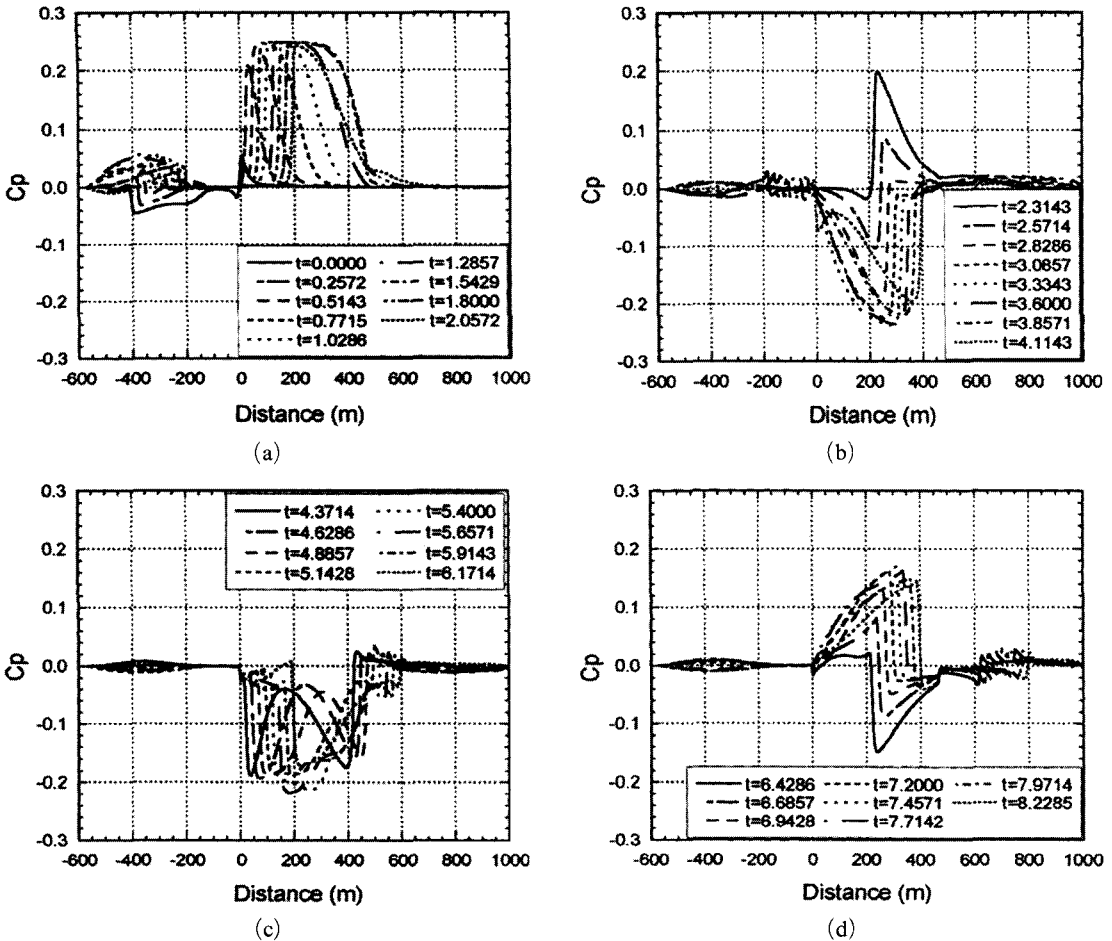 0.3
0.2
0.1
0.0
-0.1
-0.2
-0.3
Cp
t=0.0000
t=0.2572
t=0.5143
t=0.7715
t=1.0286
t=1.2857
t=1.5429
t=1.8000
t=2.0572
-600 -400 -200 0 200 400 600 800 1000
Distance (m)
(a)
0.3
0.2
0.1
0.0
-0.1
-0.2
-0.3
Cp
t=2.3143
t=2.5714
t=2.8286
t=3.0857
t=3.3343
t=3.6000
t=3.8571
t=4.1143
-600 -400 -200 0 200 400 600 800 1000
Distance (m)
(b)
0.3
0.2
0.1
0.0
-0.1
-0.2
-0.3
Cp
t=4.3714
t=4.6286
t=4.8857
t=5.1428
t=5.4000
t=5.6571
t=5.9143
t=6.1714
-600 -400 -200 0 200 400 600 800 1000
Distance (m)
(c)
0.3
0.2
0.1
0.0
-0.1
-0.2
-0.3
Cp
t=6.4286
t=6.6857
t=6.9428
t=7.2000
t=7.4571
t=7.7142
t=7.9714
t=8.2285
-600 -400 -200 0 200 400 600 800 1000
Distance (m)
(d)